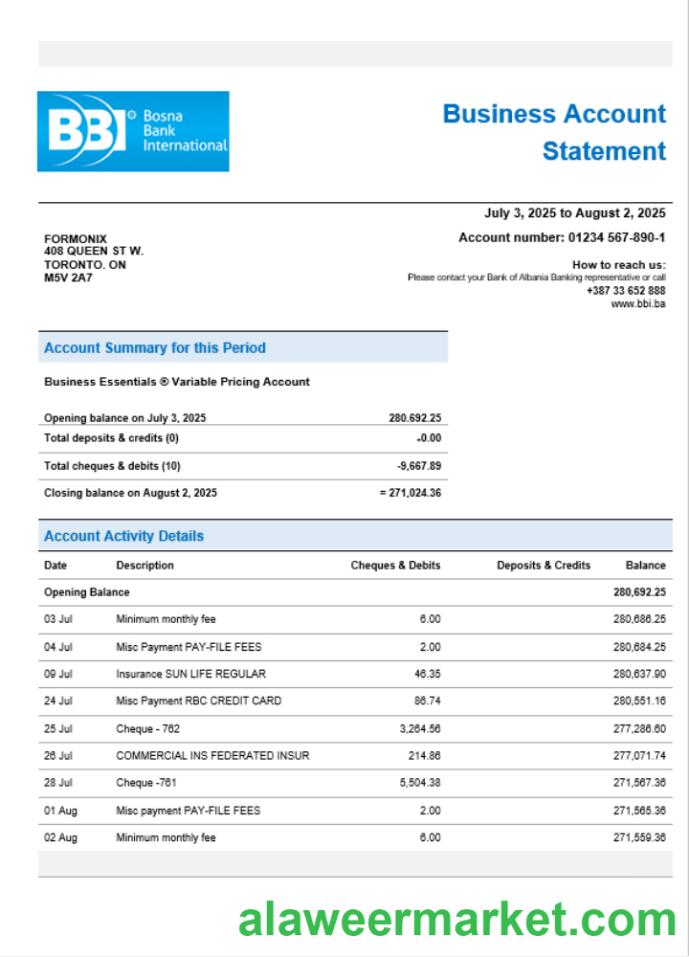 BBI
Bosna
Bank
International
Business Account
Statement
July 3, 2025 to August 2, 2025
Account number: 01234 567-890-1
FORMONIX
408 QUEEN ST W.
TORONTO. ON
M5V 2A7
How to reach us:
Please contact your Bank of Albania Banking representative or call
+387 33 652 888
www.bbi.ba
Account Summary for this Period
Business Essentials ® Variable Pricing Account
Opening balance on July 3, 2025 280.692.25
Total deposits & credits (0) -0.00
Total cheques & debits (10) -9,667.89
Closing balance on August 2, 2025 = 271,024.36
Account Activity Details
Date Description Cheques & Debits Deposits & Credits Balance
Opening Balance 280,692.25
03 Jul Minimum monthly fee 6.00 280,686.25
04 Jul Misc Payment PAY-FILE FEES 2.00 280,684.25
09 Jul Insurance SUN LIFE REGULAR 46.35 280,637.90
24 Jul Misc Payment RBC CREDIT CARD 86.74 280,551.16
25 Jul Cheque - 762 3,264.56 277,286.60
26 Jul COMMERCIAL INS FEDERATED INSUR 214.86 277,071.74
28 Jul Cheque -761 5,504.38 271,567.36
01 Aug Misc payment PAY-FILE FEES 2.00 271,565.36
02 Aug Minimum monthly fee 6.00 271,559.36
alaweermarket.com